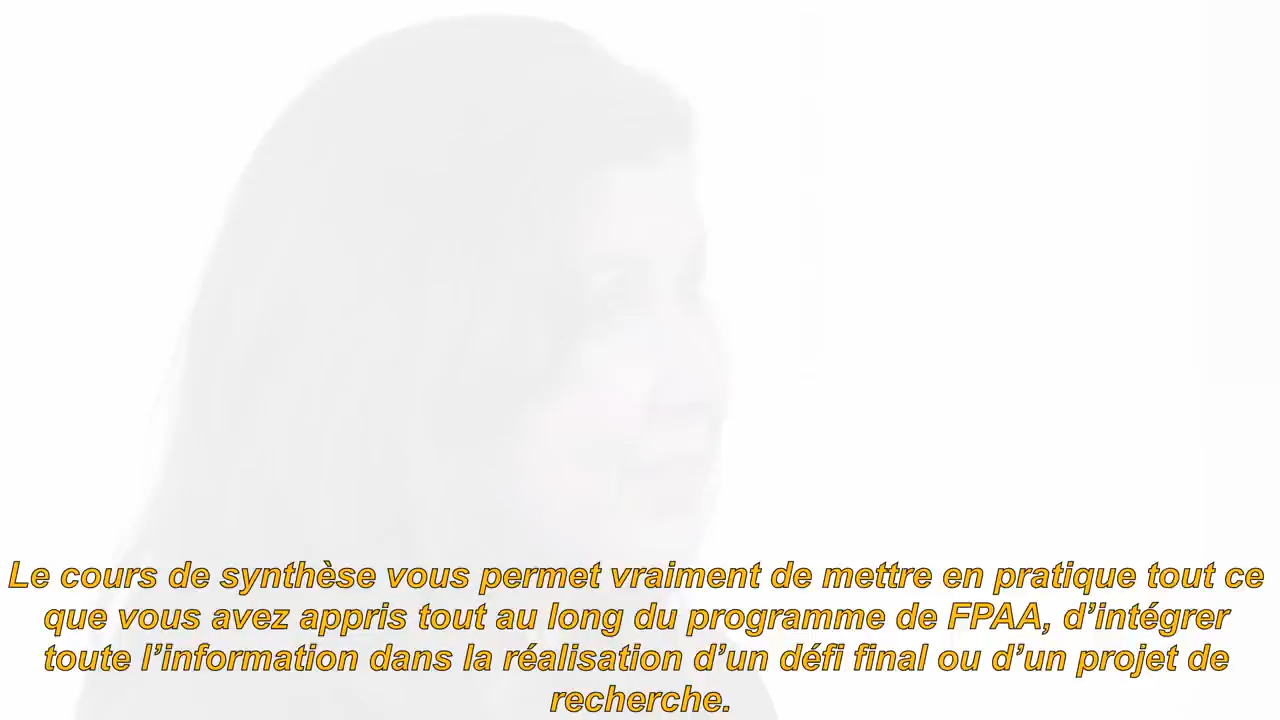 Le cours de synthèse vous permet vraiment de mettre en pratique tout ce
que vous avez appris tout au long du programme de FPAA, d’intégrer
toute l’information dans la réalisation d’un défi final ou d’un projet de
recherche.